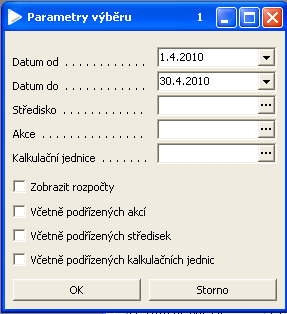 Parametry výběru 1
Datum od . . . . . . . . . . . . 1.4.2010
Datum do . . . . . . . . . . . . 30.4.2010
Středisko . . . . . . . . . . . . ...
Akce . . . . . . . . . . . . . . . ...
Kalkulační jednice . . . . . . . ...
Zobrazit rozpočty
Včetně podřízených akcí
Včetně podřízených středisek
Včetně podřízených kalkulačních jednic
OK Storno